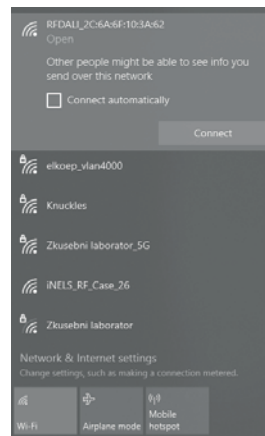 RFDALI_2C:6A:6F:10:3A:62
Open
Other people might be able to see info you
send over this network
Connect automatically
Connect
elkoep_vlan4000
Knuckles
Zkusebni laborator_5G
iNELS_RF_Case_26
Zkusebni laborator
Network & Internet settings
Change settings, such as making a connection metered.
Wi-Fi
Airplane mode
Mobile
hotspot